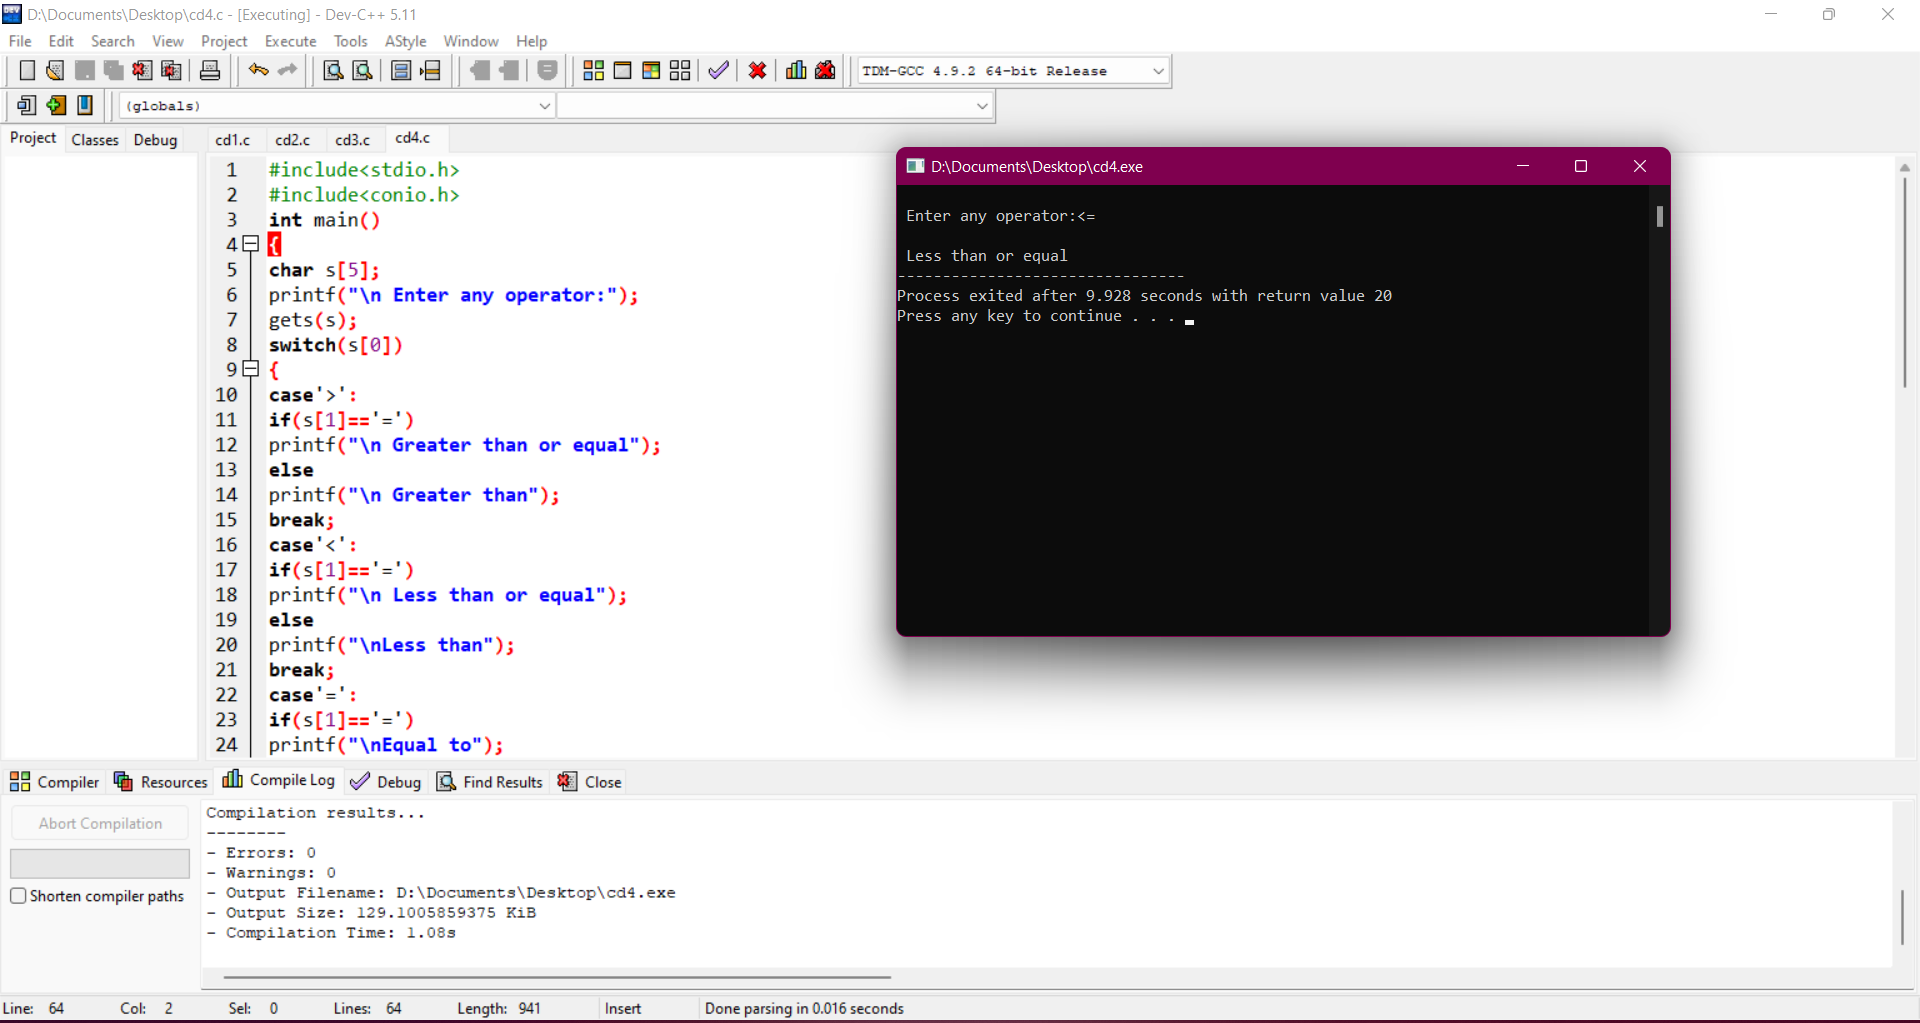 D:\Documents\Desktop\cd4.c - [Executing] - Dev-C++ 5.11
File Edit Search View Project Execute Tools AStyle Window Help
TDM-GCC 4.9.2 64-bit Release
(globals)
Project Classes Debug
cd1.c cd2.c cd3.c cd4.c
1 #include<stdio.h>
2 #include<conio.h>
3 int main()
4 {
5 char s[5];
6 printf("\n Enter any operator:");
7 gets(s);
8 switch(s[0])
9 {
10 case'>':
11 if(s[1]=='=')
12 printf("\n Greater than or equal");
13 else
14 printf("\n Greater than");
15 break;
16 case'<':
17 if(s[1]=='=')
18 printf("\n Less than or equal");
19 else
20 printf("\nLess than");
21 break;
22 case'=':
23 if(s[1]=='=')
24 printf("\nEqual to");
D:\Documents\Desktop\cd4.exe
Enter any operator:<=
Less than or equal
--------------------------------
Process exited after 9.928 seconds with return value 20
Press any key to continue . . .
Compiler Resources Compile Log Debug Find Results Close
Abort Compilation
Shorten compiler paths
Compilation results...
--------
- Errors: 0
- Warnings: 0
- Output Filename: D:\Documents\Desktop\cd4.exe
- Output Size: 129.1005859375 KiB
- Compilation Time: 1.08s
Line: 64 Col: 2 Sel: 0 Lines: 64 Length: 941 Insert Done parsing in 0.016 seconds